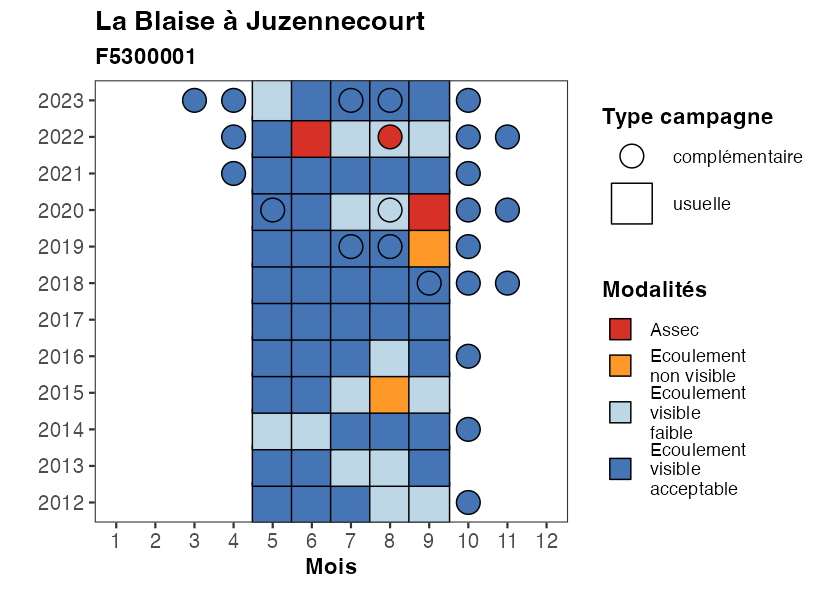 La Blaise à Juzennecourt
F5300001
2023
2022
2021
2020
2019
2018
2017
2016
2015
2014
2013
2012
1 2 3 4 5 6 7 8 9 10 11 12
Mois
Type campagne
complémentaire
usuelle
Modalités
Assec
Ecoulement
non visible
Ecoulement
visible
faible
Ecoulement
visible
acceptable